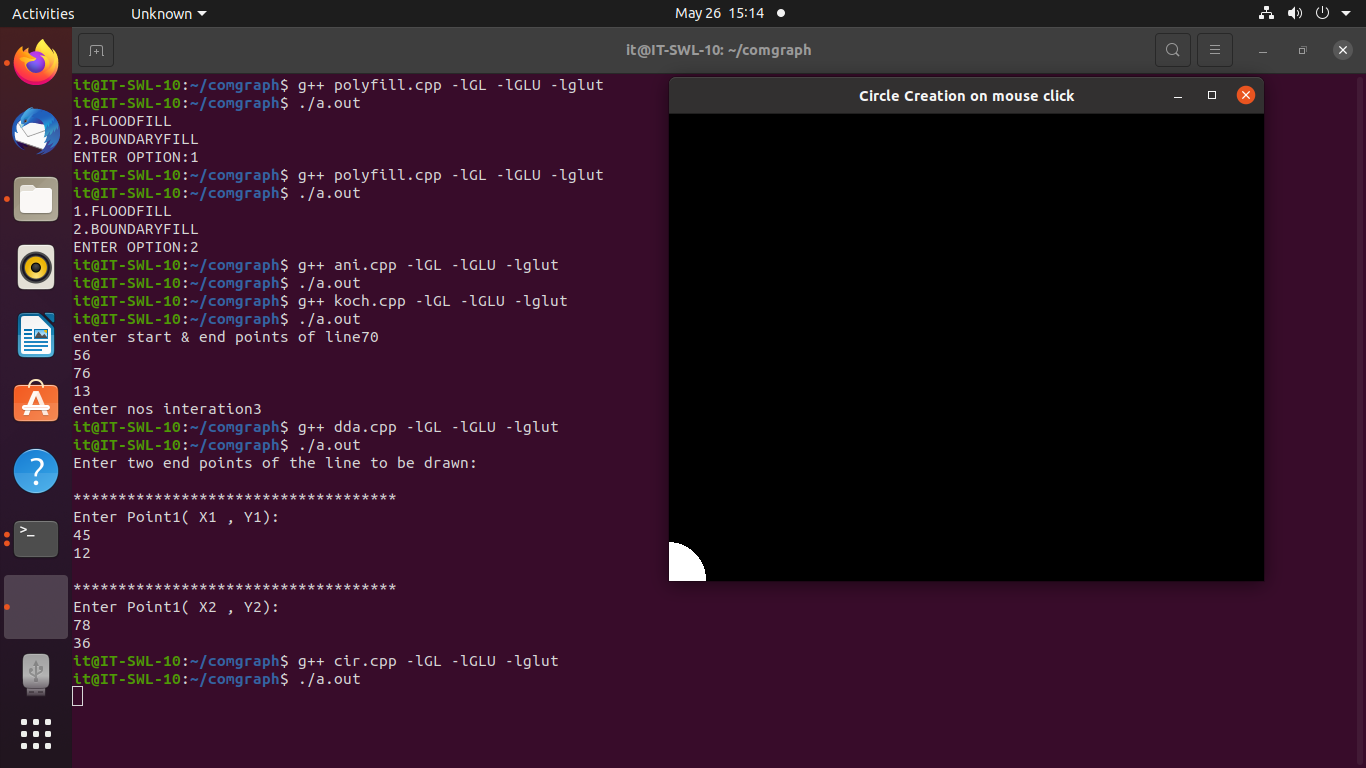 Activities
Unknown
May 26 15:14
it@IT-SWL-10: ~/comgraph
it@IT-SWL-10:~/comgraph$ g++ polyfill.cpp -lGL -lGLU -lglut
it@IT-SWL-10:~/comgraph$ ./a.out
1.FLOODFILL
2.BOUNDARYFILL
ENTER OPTION:1
it@IT-SWL-10:~/comgraph$ g++ polyfill.cpp -lGL -lGLU -lglut
it@IT-SWL-10:~/comgraph$ ./a.out
1.FLOODFILL
2.BOUNDARYFILL
ENTER OPTION:2
it@IT-SWL-10:~/comgraph$ g++ ani.cpp -lGL -lGLU -lglut
it@IT-SWL-10:~/comgraph$ ./a.out
it@IT-SWL-10:~/comgraph$ g++ koch.cpp -lGL -lGLU -lglut
it@IT-SWL-10:~/comgraph$ ./a.out
enter start & end points of line70
56
76
13
enter nos interation3
it@IT-SWL-10:~/comgraph$ g++ dda.cpp -lGL -lGLU -lglut
it@IT-SWL-10:~/comgraph$ ./a.out
Enter two end points of the line to be drawn:
************************************
Enter Point1( X1 , Y1):
45
12
************************************
Enter Point1( X2 , Y2):
78
36
it@IT-SWL-10:~/comgraph$ g++ cir.cpp -lGL -lGLU -lglut
it@IT-SWL-10:~/comgraph$ ./a.out
Circle Creation on mouse click